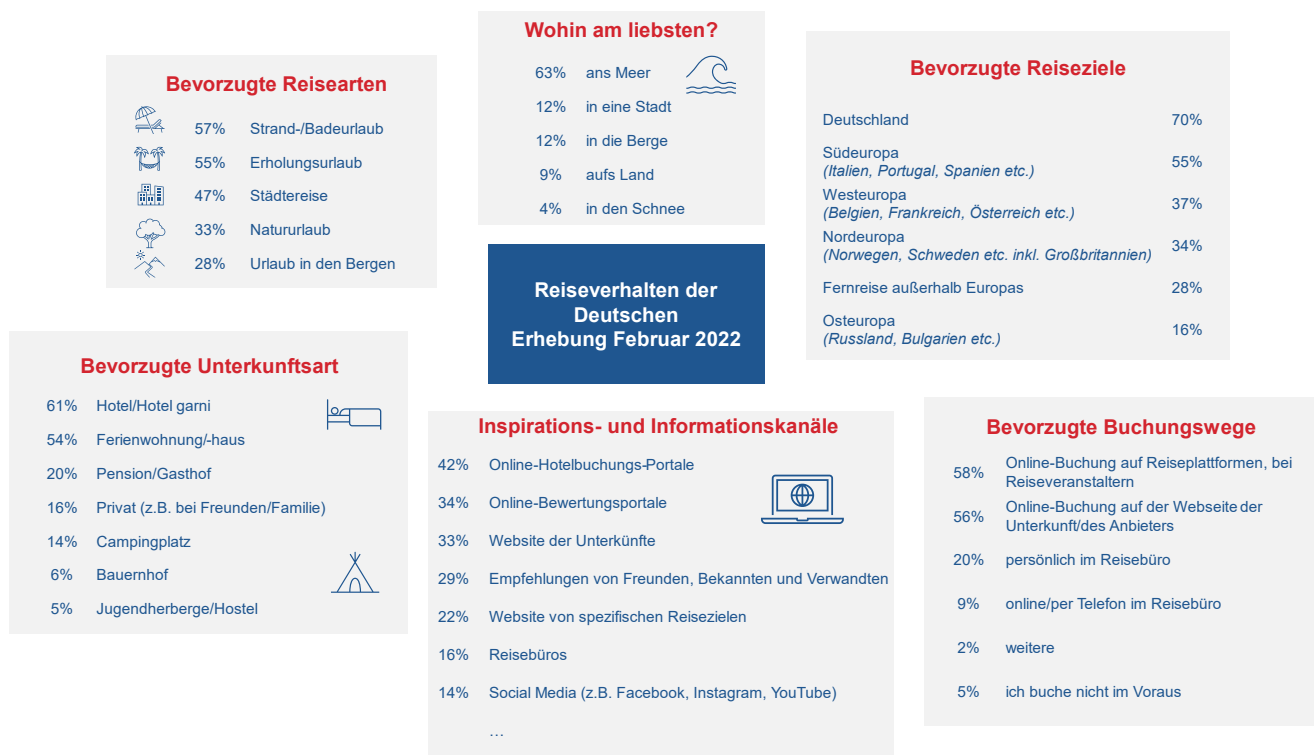 Wohin am liebsten?
63% ans Meer
12% in eine Stadt
12% in die Berge
9% aufs Land
4% in den Schnee
Bevorzugte Reisearten
57% Strand-/Badeurlaub
55% Erholungsurlaub
47% Städtereise
33% Natururlaub
28% Urlaub in den Bergen
Bevorzugte Reiseziele
Deutschland 70%
Südeuropa
(Italien, Portugal, Spanien etc.) 55%
Westeuropa
(Belgien, Frankreich, Österreich etc.) 37%
Nordeuropa
(Norwegen, Schweden etc. inkl. Großbritannien) 34%
Fernreise außerhalb Europas 28%
Osteuropa
(Russland, Bulgarien etc.) 16%
Reiseverhalten der
Deutschen
Erhebung Februar 2022
Bevorzugte Unterkunftsart
61% Hotel/Hotel garni
54% Ferienwohnung/-haus
20% Pension/Gasthof
16% Privat (z.B. bei Freunden/Familie)
14% Campingplatz
6% Bauernhof
5% Jugendherberge/Hostel
Inspirations- und Informationskanäle
42% Online-Hotelbuchungs-Portale
34% Online-Bewertungsportale
33% Website der Unterkünfte
29% Empfehlungen von Freunden, Bekannten und Verwandten
22% Website von spezifischen Reisezielen
16% Reisebüros
14% Social Media (z.B. Facebook, Instagram, YouTube)
…
Bevorzugte Buchungswege
58% Online-Buchung auf Reiseplattformen, bei
Reiseveranstaltern
56% Online-Buchung auf der Webseite der
Unterkunft/des Anbieters
20% persönlich im Reisebüro
9% online/per Telefon im Reisebüro
2% weitere
5% ich buche nicht im Voraus